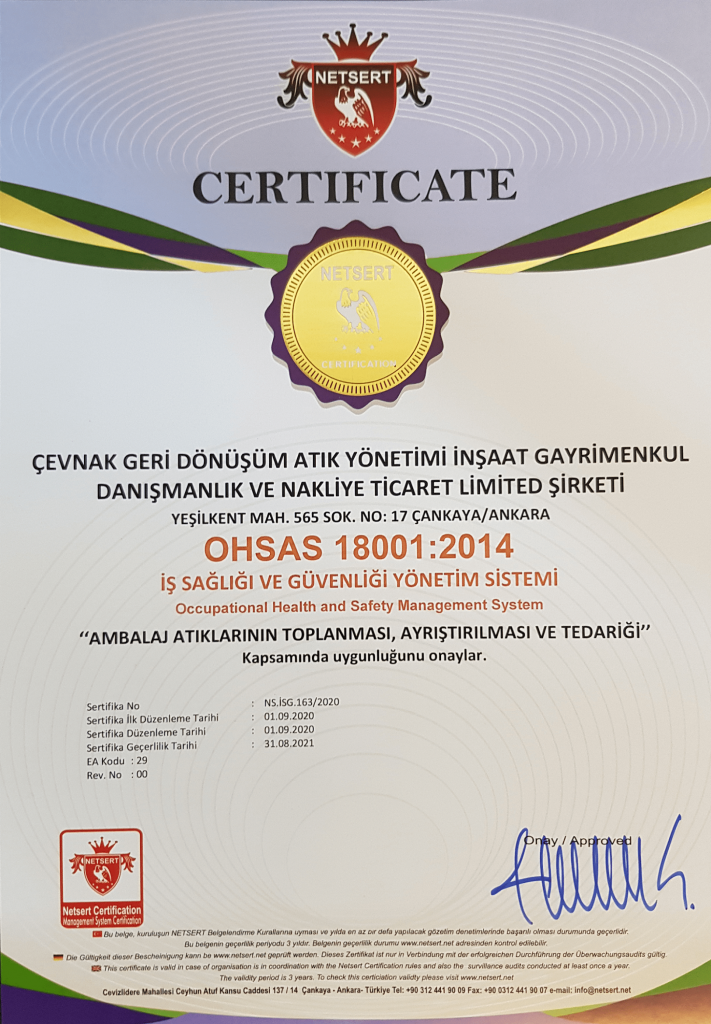 NETSERT
CERTIFICATE
NETSERT
CERTIFICATION
ÇEVNAK GERİ DÖNÜŞÜM ATIK YÖNETİMİ İNŞAAT GAYRİMENKUL
DANIŞMANLIK VE NAKLİYE TİCARET LİMİTED ŞİRKETİ
YEŞİLKENT MAH. 565 SOK. NO: 17 ÇANKAYA/ANKARA
OHSAS 18001:2014
İŞ SAĞLIĞI VE GÜVENLİĞİ YÖNETİM SİSTEMİ
Occupational Health and Safety Management System
‘‘AMBALAJ ATIKLARININ TOPLANMASI, AYRIŞTIRILMASI VE TEDARİĞİ’’
Kapsamında uygunluğunu onaylar.
Sertifika No : NS.İSG.163/2020
Sertifika İlk Düzenleme Tarihi : 01.09.2020
Sertifika Düzenleme Tarihi : 01.09.2020
Sertifika Geçerlilik Tarihi : 31.08.2021
EA Kodu : 29
Rev. No : 00
Onay / Approved
NETSERT
Netsert Certification
Management System Certification
Bu belge, kuruluşun NETSERT Belgelendirme Kurallarına uyması ve yılda en az bir defa yapılacak gözetim denetimlerinde başarılı olması durumunda geçerlidir.
Bu belgenin geçerlilik periyodu 3 yıldır. Belgenin geçerlilik durumu www.netsert.net adresinden kontrol edilebilir.
Die Gültigkeit dieser Bescheinigung kann be www.netsert.net geprüft werden. Dieses Zertifikat ist nur in Verbindung mit der erfolgreichen Durchführung der Überwachungsaudits gültig.
This certificate is valid in case of organisation is in coordination with the Netsert Certification rules and also the survillance audits conducted at least once a year.
The validity period is 3 years. To check this certiciation validity please visit www.netsert.net
Cevizlidere Mahallesi Ceyhun Atuf Kansu Caddesi 137 / 14 Çankaya - Ankara- Türkiye Tel: +90 312 441 90 09 Fax: +90 0312 441 90 07 e-mail: info@netsert.net